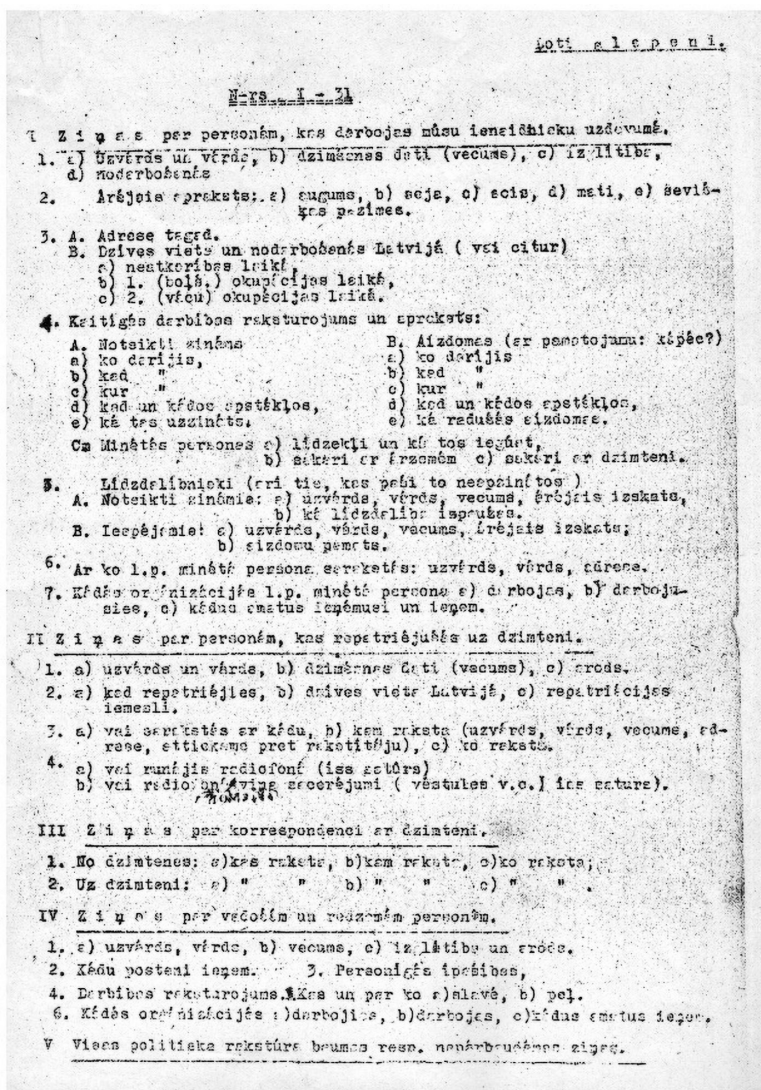 Ļoti slepeni.
N-rs I - 31
I Z i ņ a s par personām, kas darbojas mūsu ienaidnieku uzdevumā.
1. a) Uzvārds un vārds, b) dzimšanas dati (vecums), c) izglītība,
d) nodarbošanās
2. Ārējais apraksts: a) augums, b) seja, c) acis, d) mati, e) seviš-
ķas pazīmes.
3. A. Adrese tagad.
B. Dzīves vieta un nodarbošanās Latvijā ( vai citur)
a) neatkarības laikā,
b) 1. (boļš.) okupācijas laikā,
c) 2. (vācu) okupācijas laikā.
4. Kaitīgās darbības raksturojums un apraksts:
A. Noteikti zināms
a) ko darījis,
b) kad "
c) kur "
d) kad un kādos apstākļos,
e) kā tas uzzināts.
B. Aizdomas (ar pamatojumu: kāpēc?)
a) ko darījis
b) kad "
c) kur "
d) kad un kādos apstākļos,
e) kā radušās aizdomas.
C. Minētās personas a) līdzekļi un kā tos iegūst,
b) sakari ar ārzemēm c) sakari ar dzimteni.
5. Līdzdalībnieki (arī tie, kas paši to neapzinātos )
A. Noteikti zināmie: a) uzvārds, vārds, vecums, ārējais izskats,
b) kā līdzdalība izpaužas.
B. Iespējamie: a) uzvārds, vārds, vecums, ārējais izskats;
b) aizdomu pamats.
6. Ar ko 1.p. minētā persona sarakstās: uzvārds, vārds, adrese.
7. Kādās organizācijās 1.p. minētā persona a) darbojas, b) darboju-
sies, c) kādus amatus ieņēmusi un ieņem.
II Z i ņ a s par personām, kas repatriējušās uz dzimteni.
1. a) uzvārds un vārds, b) dzimšanas dati (vecums), c) arods.
2. a) kad repatriējies, b) dzīves vieta Latvijā, c) repatriācijas
iemesli.
3. a) vai sarakstās ar kādu, b) kam raksta (uzvārds, vārds, vecums, ad-
rese, attieksme pret rakstītāju), c) ko raksta.
4. a) vai runājis radiofonā (īss saturs)
b) vai radiofonā viņa sacerējumi ( vēstules v.c.) īss saturs).
III Z i ņ a s par korrespondenci ar dzimteni.
1. No dzimtenes: a)kas raksta, b)kam raksta, c)ko raksta;
2. Uz dzimteni: a) " " b) " " c) " " .
IV Z i ņ a s par vadošām un redzamām personām.
1. a) uzvārds, vārds, b) vecums, c) izglītība un arods.
2. Kādu posteni ieņem. 3. Personīgās īpašības,
4. Darbības raksturojums. Kas un par ko a)slavē, b) peļ.
6. Kādās organizācijās a)darbojies, b)darbojas, c)kādus amatus ieņem.
V Visas politiska rakstūra baumas resp. nepārbaudāmas ziņas.